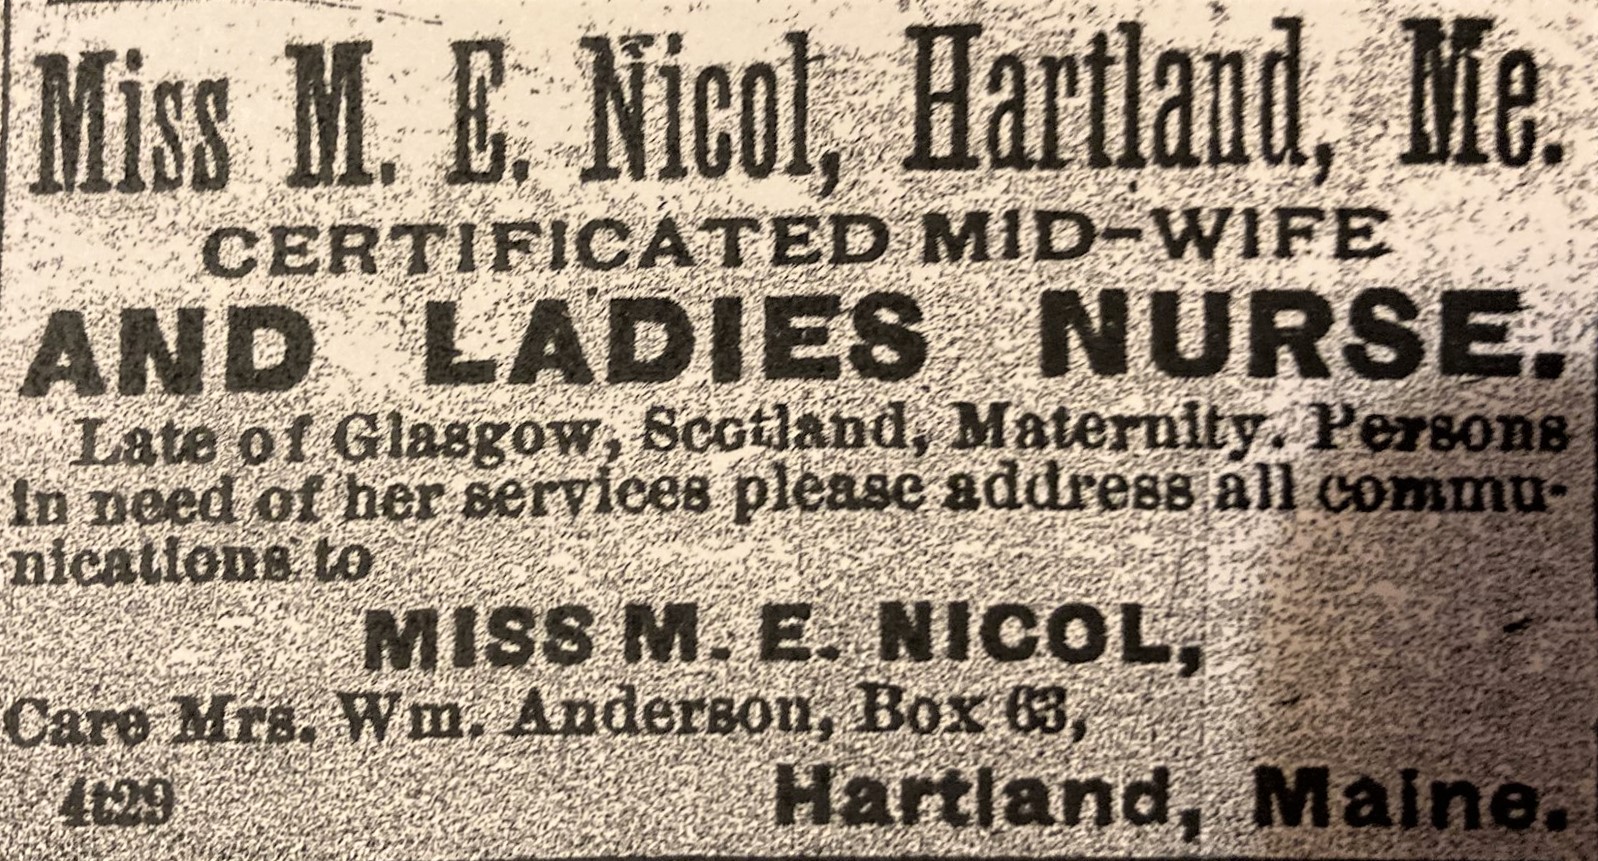 Miss M. E. Nicol, Hartland, Me.
CERTIFICATED MID-WIFE
AND LADIES NURSE.
Late of Glasgow, Scotland, Maternity. Persons
in need of her services please address all commu-
nications to
MISS M. E. NICOL,
Care Mrs. Wm. Anderson, Box 63,
4t29 Hartland, Maine.